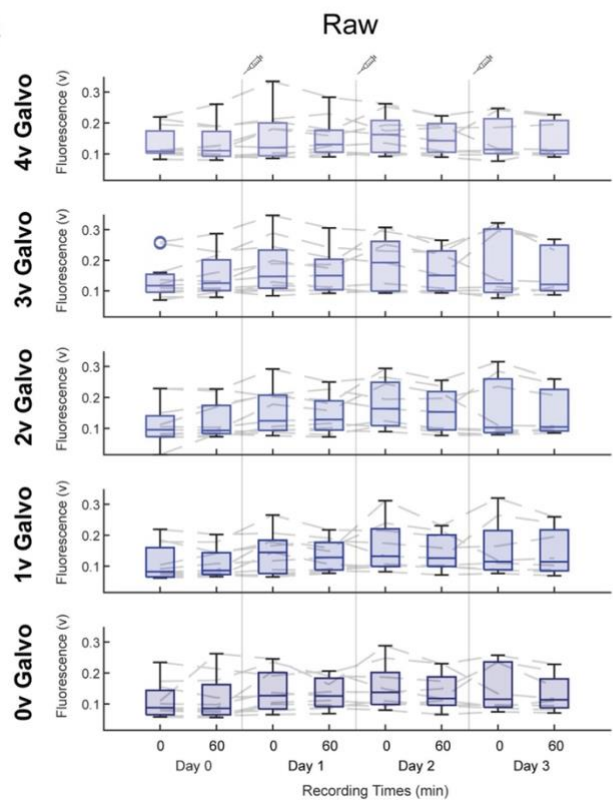 Raw
4v Galvo
Fluorescence (v)
0.3
0.2
0.1
3v Galvo
Fluorescence (v)
0.3
0.2
0.1
2v Galvo
Fluorescence (v)
0.3
0.2
0.1
1v Galvo
Fluorescence (v)
0.3
0.2
0.1
0v Galvo
Fluorescence (v)
0.3
0.2
0.1
0 60 0 60 0 60 0 60
Day 0 Day 1 Day 2 Day 3
Recording Times (min)